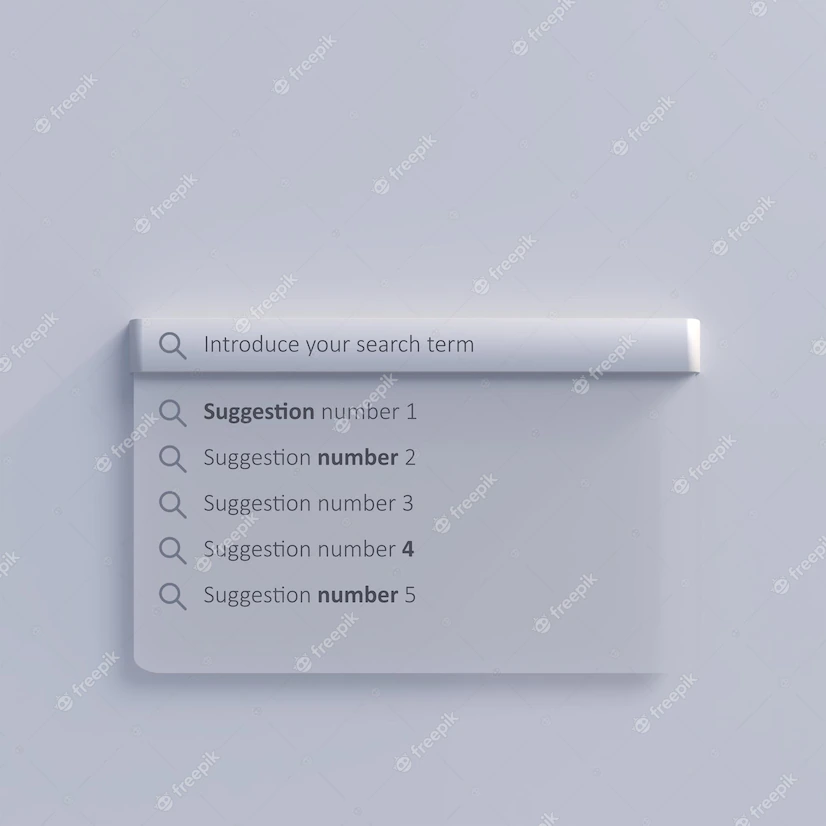 Introduce your search term
Suggestion number 1
Suggestion number 2
Suggestion number 3
Suggestion number 4
Suggestion number 5
freepik